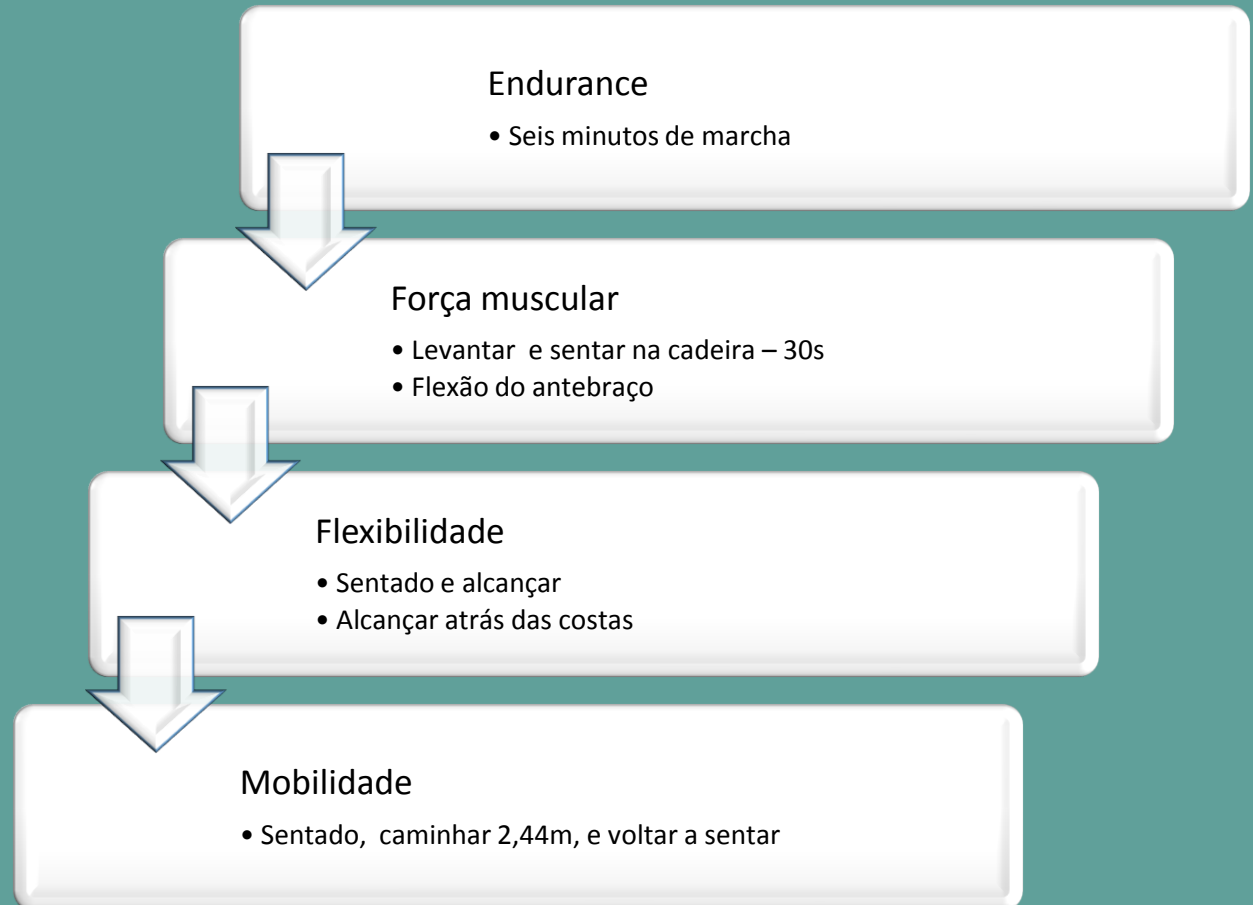 Endurance
• Seis minutos de marcha
Força muscular
• Levantar e sentar na cadeira – 30s
• Flexão do antebraço
Flexibilidade
• Sentado e alcançar
• Alcançar atrás das costas
Mobilidade
• Sentado, caminhar 2,44m, e voltar a sentar